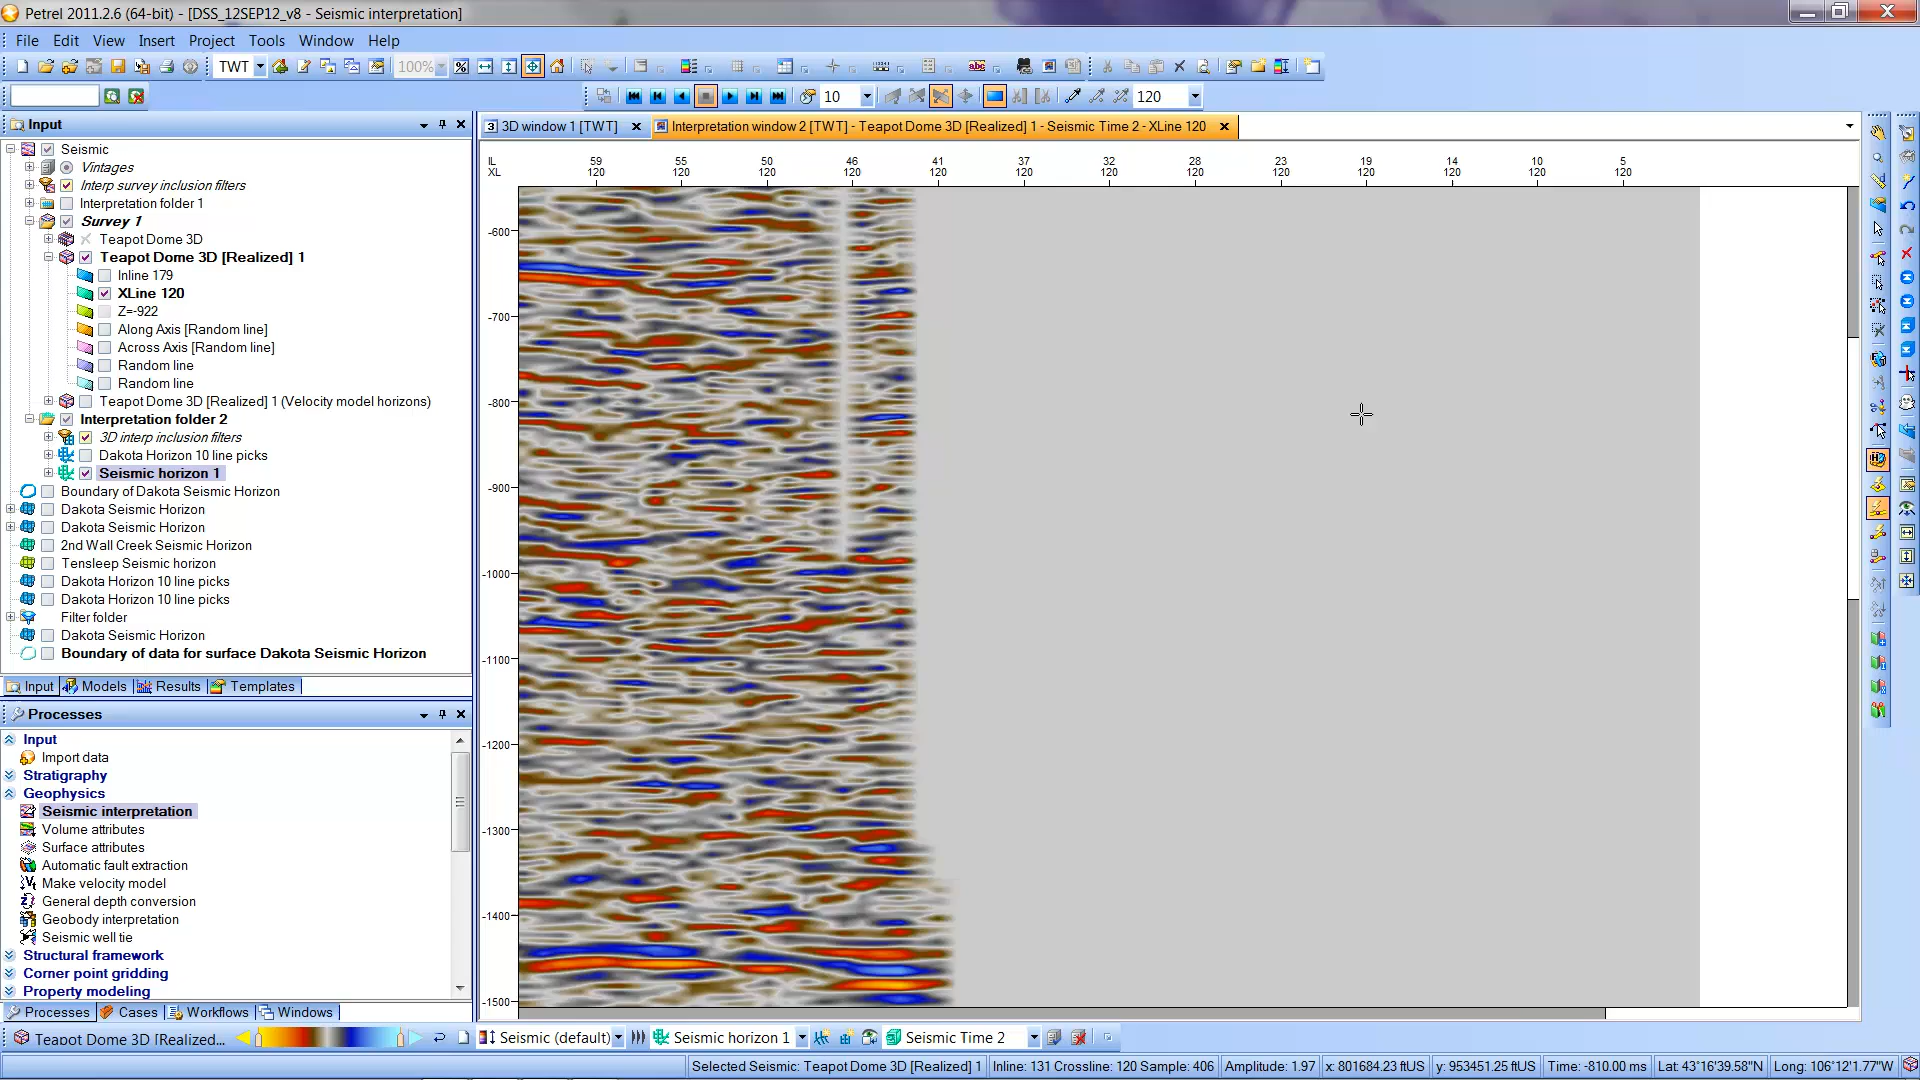 Petrel 2011.2.6 (64-bit) - [DSS_12SEP12_v8 - Seismic interpretation]
File Edit View Insert Project Tools Window Help
TWT 100%
10 120
Input
3D window 1 [TWT] Interpretation window 2 [TWT] - Teapot Dome 3D [Realized] 1 - Seismic Time 2 - XLine 120
Seismic
Vintages
Interp survey inclusion filters
Interpretation folder 1
Survey 1
Teapot Dome 3D
Teapot Dome 3D [Realized] 1
Inline 179
XLine 120
Z=-922
Along Axis [Random line]
Across Axis [Random line]
Random line
Random line
Teapot Dome 3D [Realized] 1 (Velocity model horizons)
Interpretation folder 2
3D interp inclusion filters
Dakota Horizon 10 line picks
Seismic horizon 1
Boundary of Dakota Seismic Horizon
Dakota Seismic Horizon
Dakota Seismic Horizon
2nd Wall Creek Seismic Horizon
Tensleep Seismic horizon
Dakota Horizon 10 line picks
Dakota Horizon 10 line picks
Filter folder
Dakota Seismic Horizon
Boundary of data for surface Dakota Seismic Horizon
Input Models Results Templates
Processes
Input
Import data
Stratigraphy
Geophysics
Seismic interpretation
Volume attributes
Surface attributes
Automatic fault extraction
Make velocity model
General depth conversion
Geobody interpretation
Seismic well tie
Structural framework
Corner point gridding
Property modeling
Processes Cases Workflows Windows
IL 59 55 50 46 41 37 32 28 23 19 14 10 5
XL 120 120 120 120 120 120 120 120 120 120 120 120 120
-600
-700
-800
-900
-1000
-1100
-1200
-1300
-1400
-1500
Teapot Dome 3D [Realized... Seismic (default) Seismic horizon 1 Seismic Time 2
Selected Seismic: Teapot Dome 3D [Realized] 1 Inline: 131 Crossline: 120 Sample: 406 Amplitude: 1.97 x: 801684.23 ftUS y: 953451.25 ftUS Time: -810.00 ms Lat: 43°16'39.58"N Long: 106°12'1.77"W